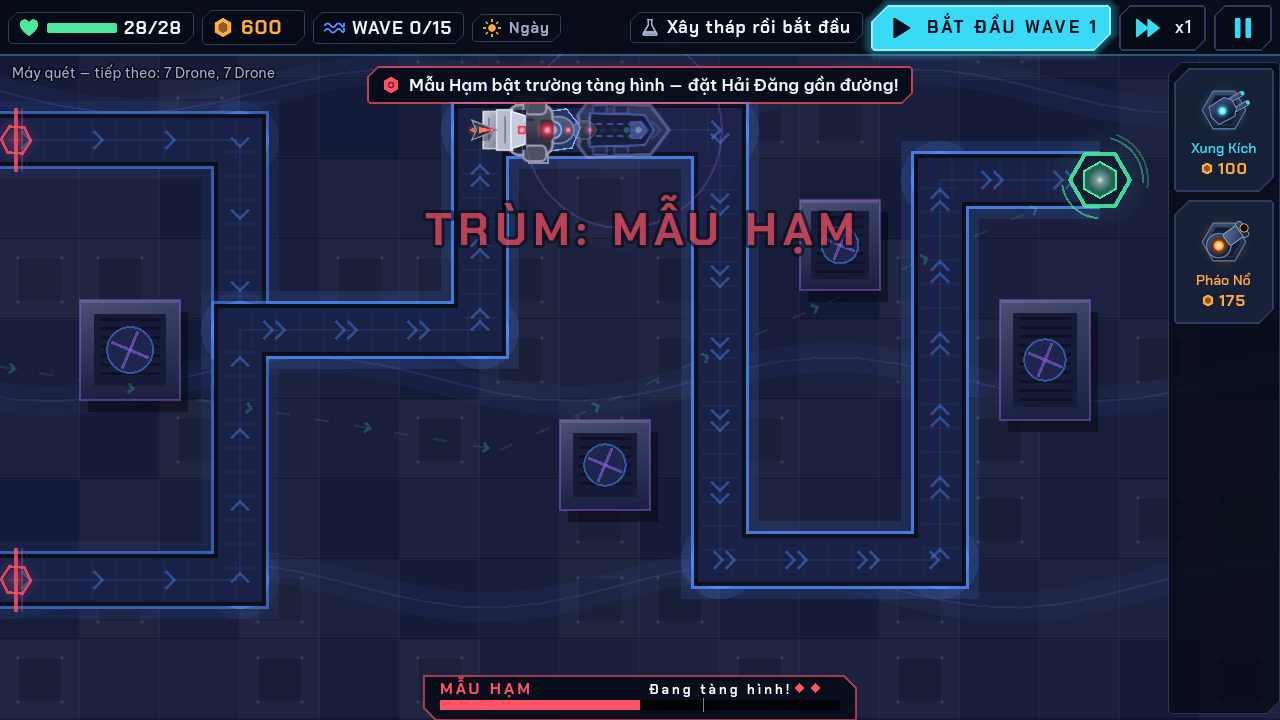 28/28
600
WAVE 0/15
Ngày
Xây tháp rồi bắt đầu
BẮT ĐẦU WAVE 1
x1
Máy quét — tiếp theo: 7 Drone, 7 Drone
Mẫu Hạm bật trường tàng hình — đặt Hải Đăng gần đường!
Xung Kích
100
TRÙM: MẪU HẠM
Pháo Nổ
175
MẪU HẠM
Đang tàng hình!